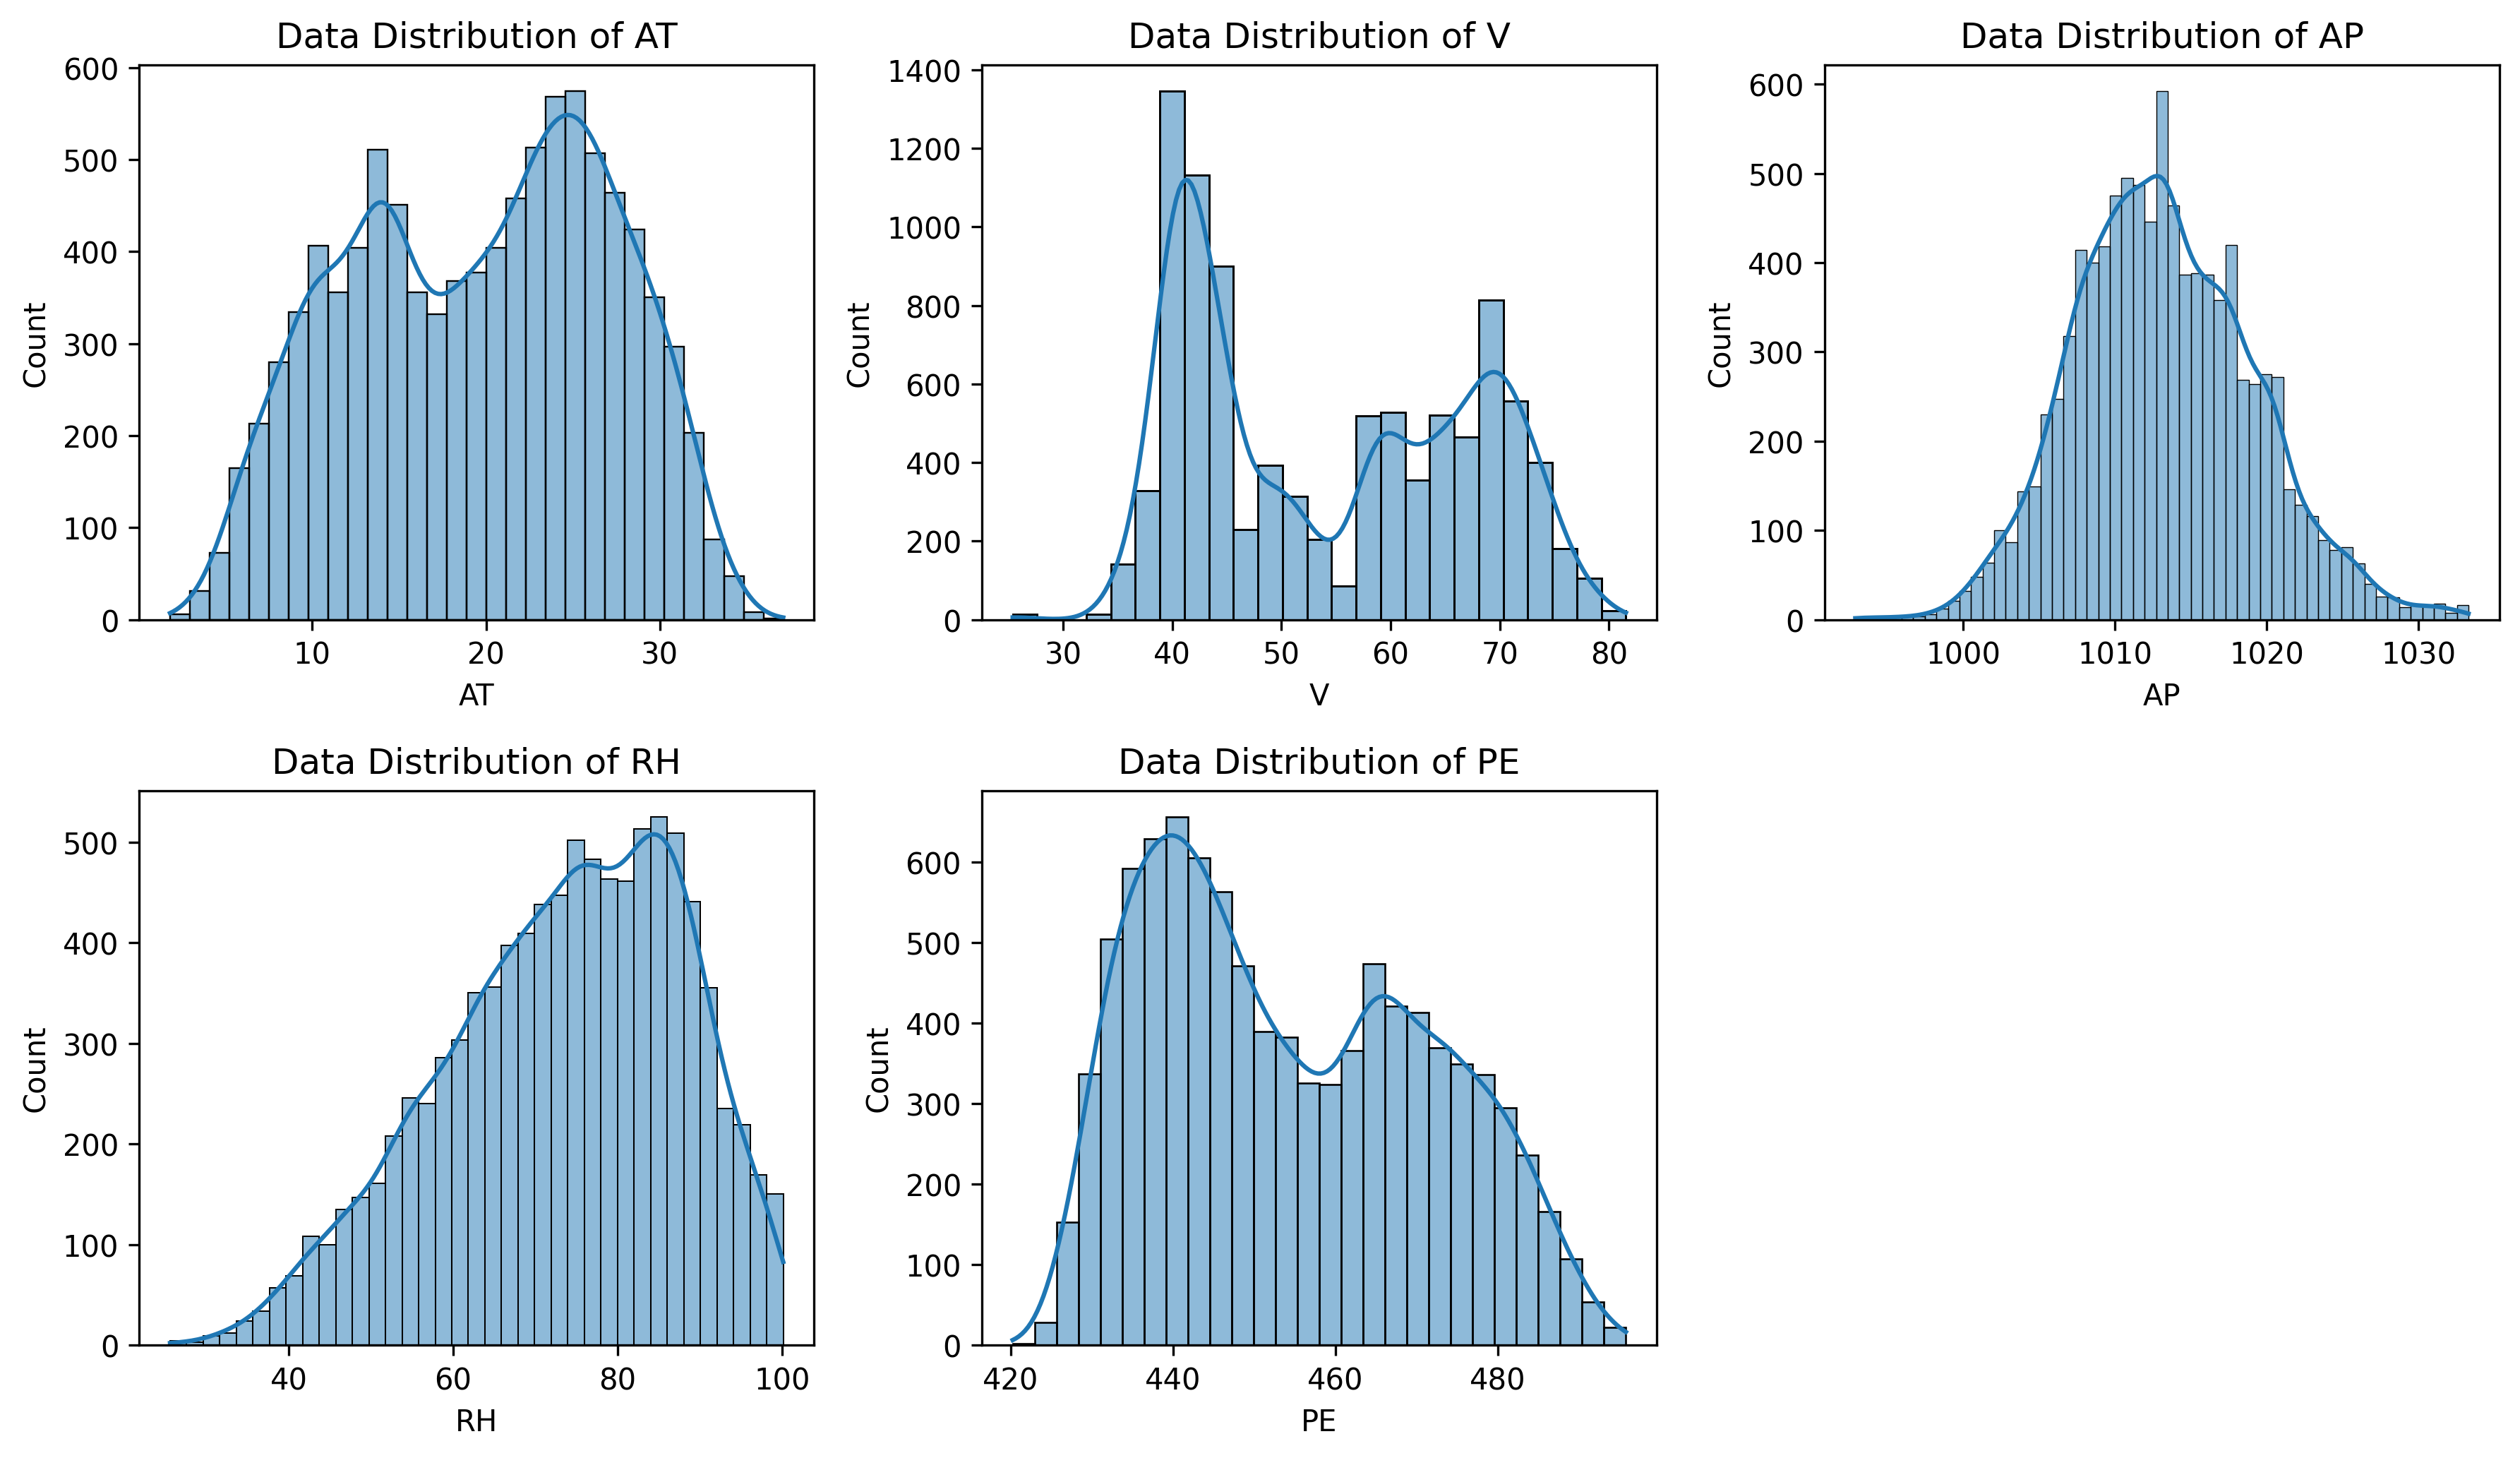 Data Distribution of AT
600
500
400
300
200
100
0
Count
10 20 30
AT
Data Distribution of V
1400
1200
1000
800
600
400
200
0
Count
30 40 50 60 70 80
V
Data Distribution of AP
600
500
400
300
200
100
0
Count
1000 1010 1020 1030
AP
Data Distribution of RH
500
400
300
200
100
0
Count
40 60 80 100
RH
Data Distribution of PE
600
500
400
300
200
100
0
Count
420 440 460 480
PE